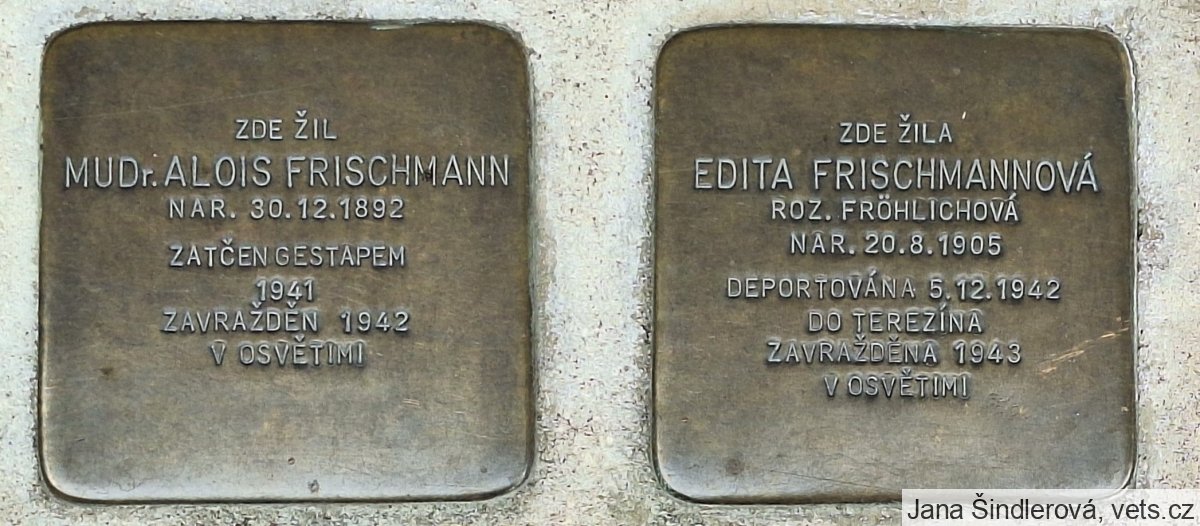 ZDE ŽIL
MUDr. ALOIS FRISCHMANN
NAR. 30.12.1892
ZATČEN GESTAPEM
1941
ZAVRAŽDĚN 1942
V OSVĚTIMI
ZDE ŽILA
EDITA FRISCHMANNOVÁ
ROZ. FRÖHLICHOVÁ
NAR. 20.8.1905
DEPORTOVÁNA 5.12.1942
DO TEREZÍNA
ZAVRAŽDĚNA 1943
V OSVĚTIMI
Jana Šindlerová, vets.cz